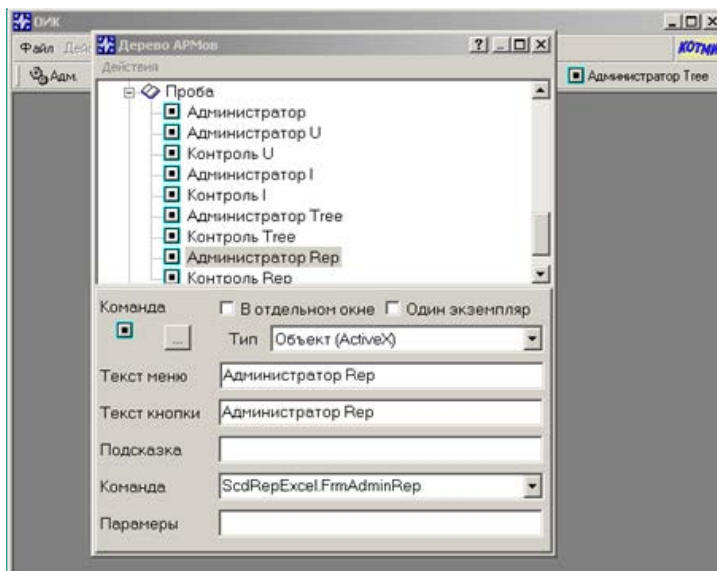 ОИК
Дерево АРМов
Файл Дей
КОТМИ
Действия
Адм.
Администратор Tree
Проба
Администратор
Администратор U
Контроль U
Администратор I
Контроль I
Администратор Tree
Контроль Tree
Администратор Rep
Контроль Rep
Команда
В отдельном окне
Один экземпляр
...
Тип Объект (ActiveX)
Текст меню Администратор Rep
Текст кнопки Администратор Rep
Подсказка
Команда ScdRepExcel.FrmAdminRep
Парамеры